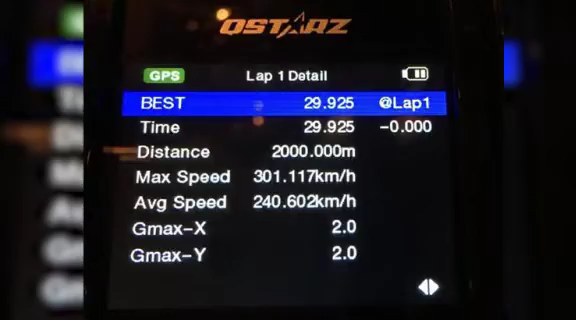 QSTARZ
GPS Lap 1 Detail
BEST 29.925 @Lap1
Time 29.925 -0.000
Distance 2000.000m
Max Speed 301.117km/h
Avg Speed 240.602km/h
Gmax-X 2.0
Gmax-Y 2.0